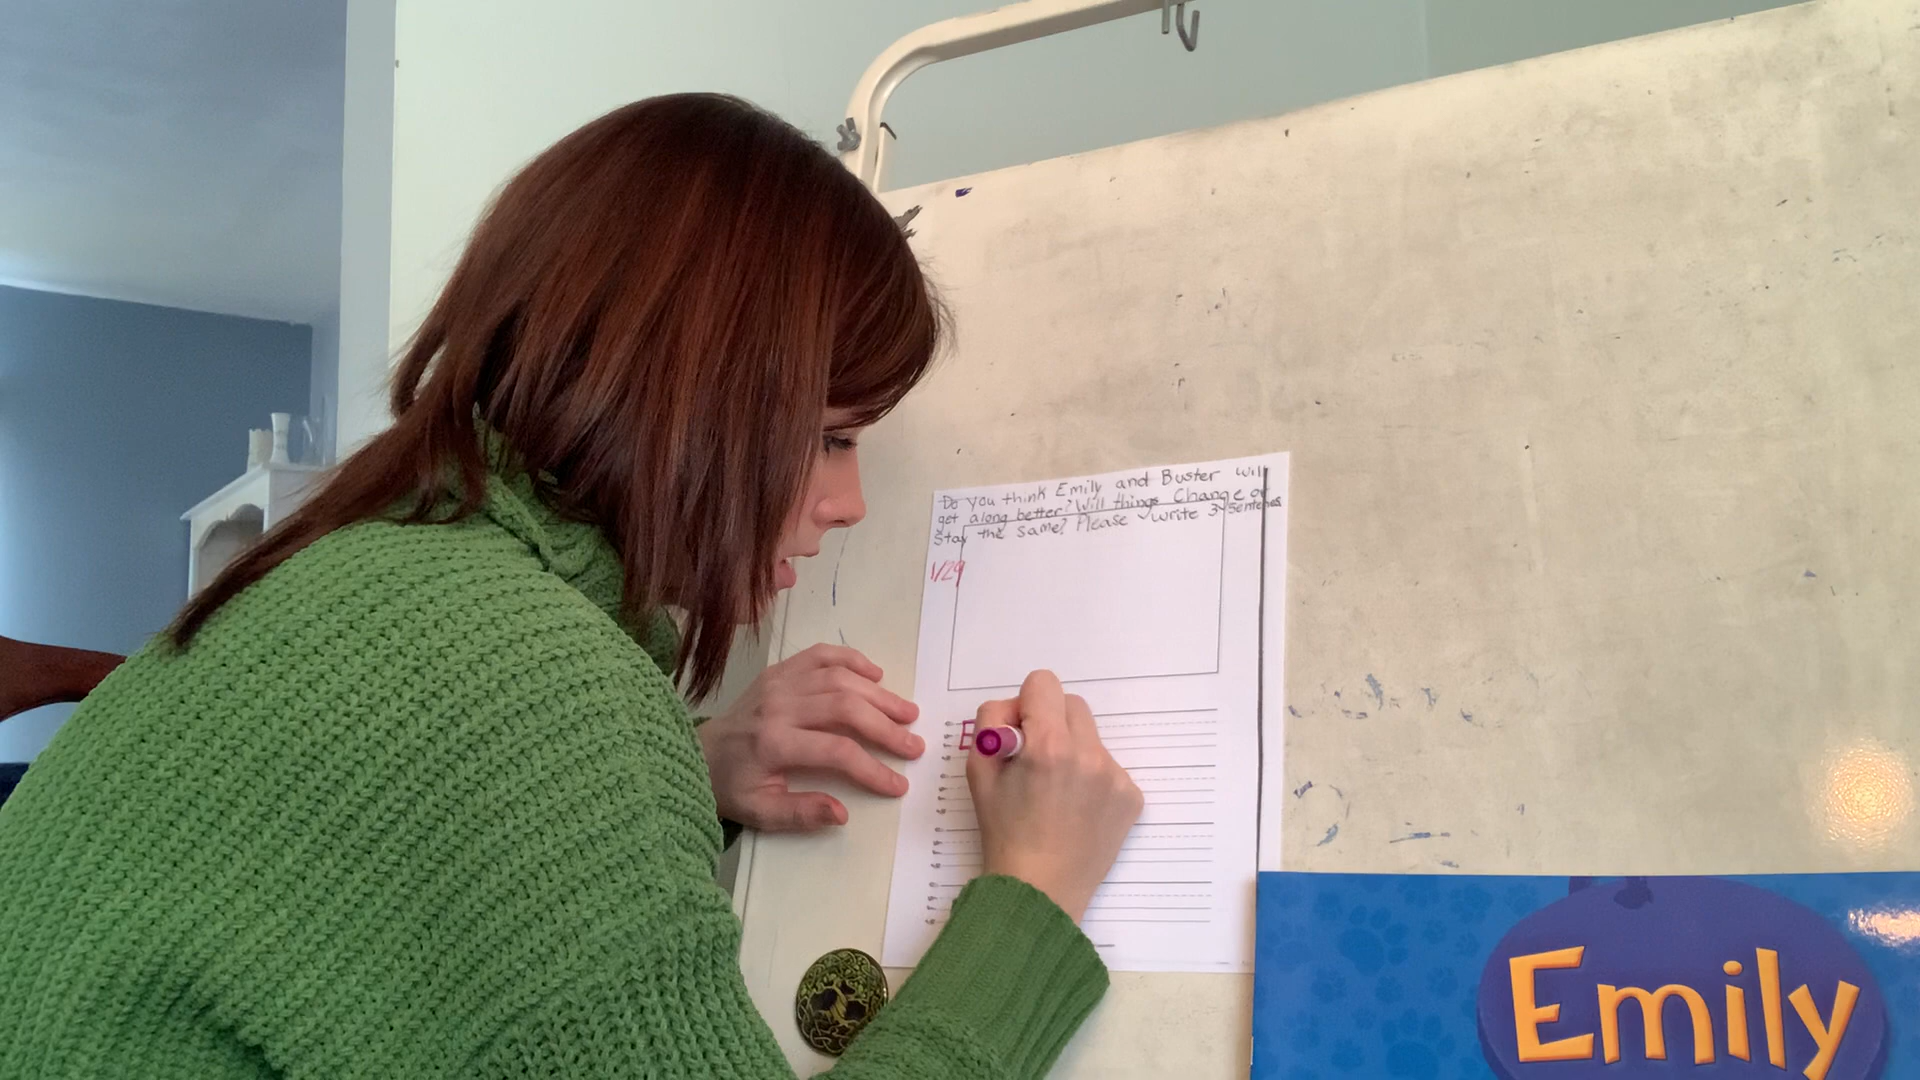 Do you think Emily and Buster will
get along better? Will things Change or
Stay the same? Please write 3 sentences
1/29
E
Emily